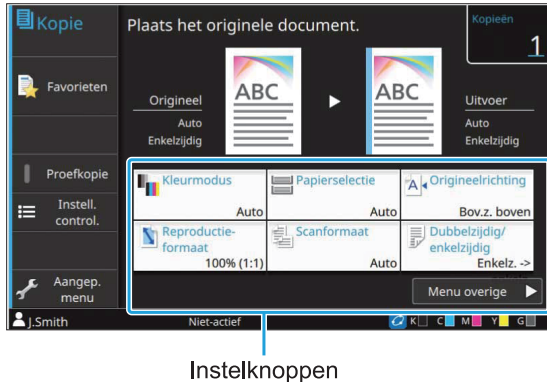 Kopie
Plaats het originele document.
Kopieën
1
Favorieten
ABC
ABC
Origineel
Auto
Enkelzijdig
Uitvoer
Auto
Enkelzijdig
Proefkopie
Instell.
control.
Aangep.
menu
Kleurmodus
Auto
Papierselectie
Auto
A
Origineelrichting
Bov.z. boven
Reproductie-
formaat
100% (1:1)
Scanformaat
Auto
Dubbelzijdig/
enkelzijdig
Enkelz. ->
Menu overige
J.Smith
Niet-actief
K C M Y G
Instelknoppen